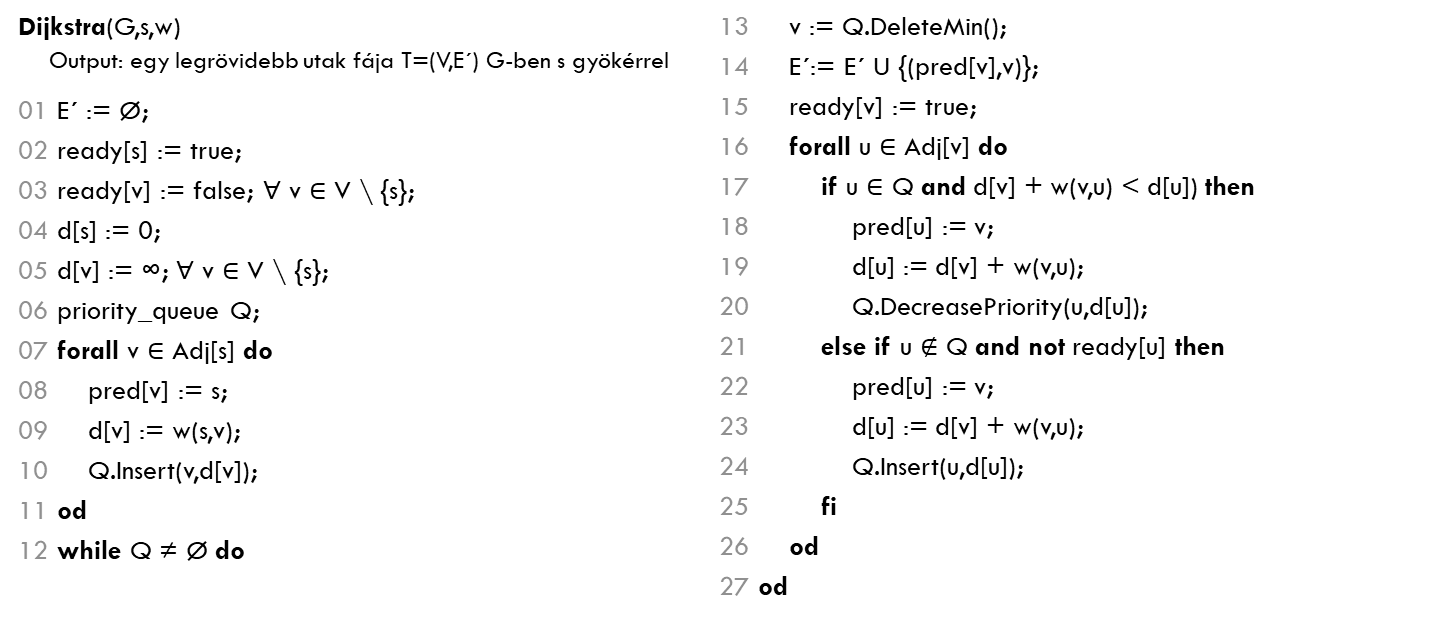 Dijkstra(G,s,w)
Output: egy legrövidebb utak fája T=(V,E´) G-ben s gyökérrel
01 E´ := Ø;
02 ready[s] := true;
03 ready[v] := false; ∀ v ∈ V \ {s};
04 d[s] := 0;
05 d[v] := ∞; ∀ v ∈ V \ {s};
06 priority_queue Q;
07 forall v ∈ Adj[s] do
08 pred[v] := s;
09 d[v] := w(s,v);
10 Q.Insert(v,d[v]);
11 od
12 while Q ≠ Ø do
13 v := Q.DeleteMin();
14 E´:= E´ U {(pred[v],v)};
15 ready[v] := true;
16 forall u ∈ Adj[v] do
17 if u ∈ Q and d[v] + w(v,u) < d[u]) then
18 pred[u] := v;
19 d[u] := d[v] + w(v,u);
20 Q.DecreasePriority(u,d[u]);
21 else if u ∉ Q and not ready[u] then
22 pred[u] := v;
23 d[u] := d[v] + w(v,u);
24 Q.Insert(u,d[u]);
25 fi
26 od
27 od